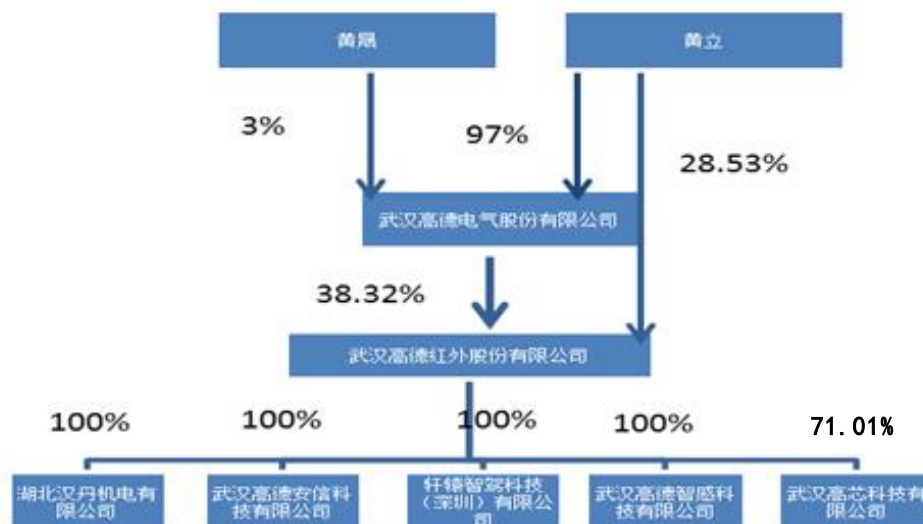 黄晟
黄立
3%
97%
28.53%
武汉高德电气股份有限公司
38.32%
武汉高德红外股份有限公司
100%
100%
100%
100%
71.01%
湖北汉丹机电有
限公司
武汉高德安信科
技有限公司
轩辕智驾科技
（深圳）有限公
司
武汉高德智感科
技有限公司
武汉高芯科技有
限公司